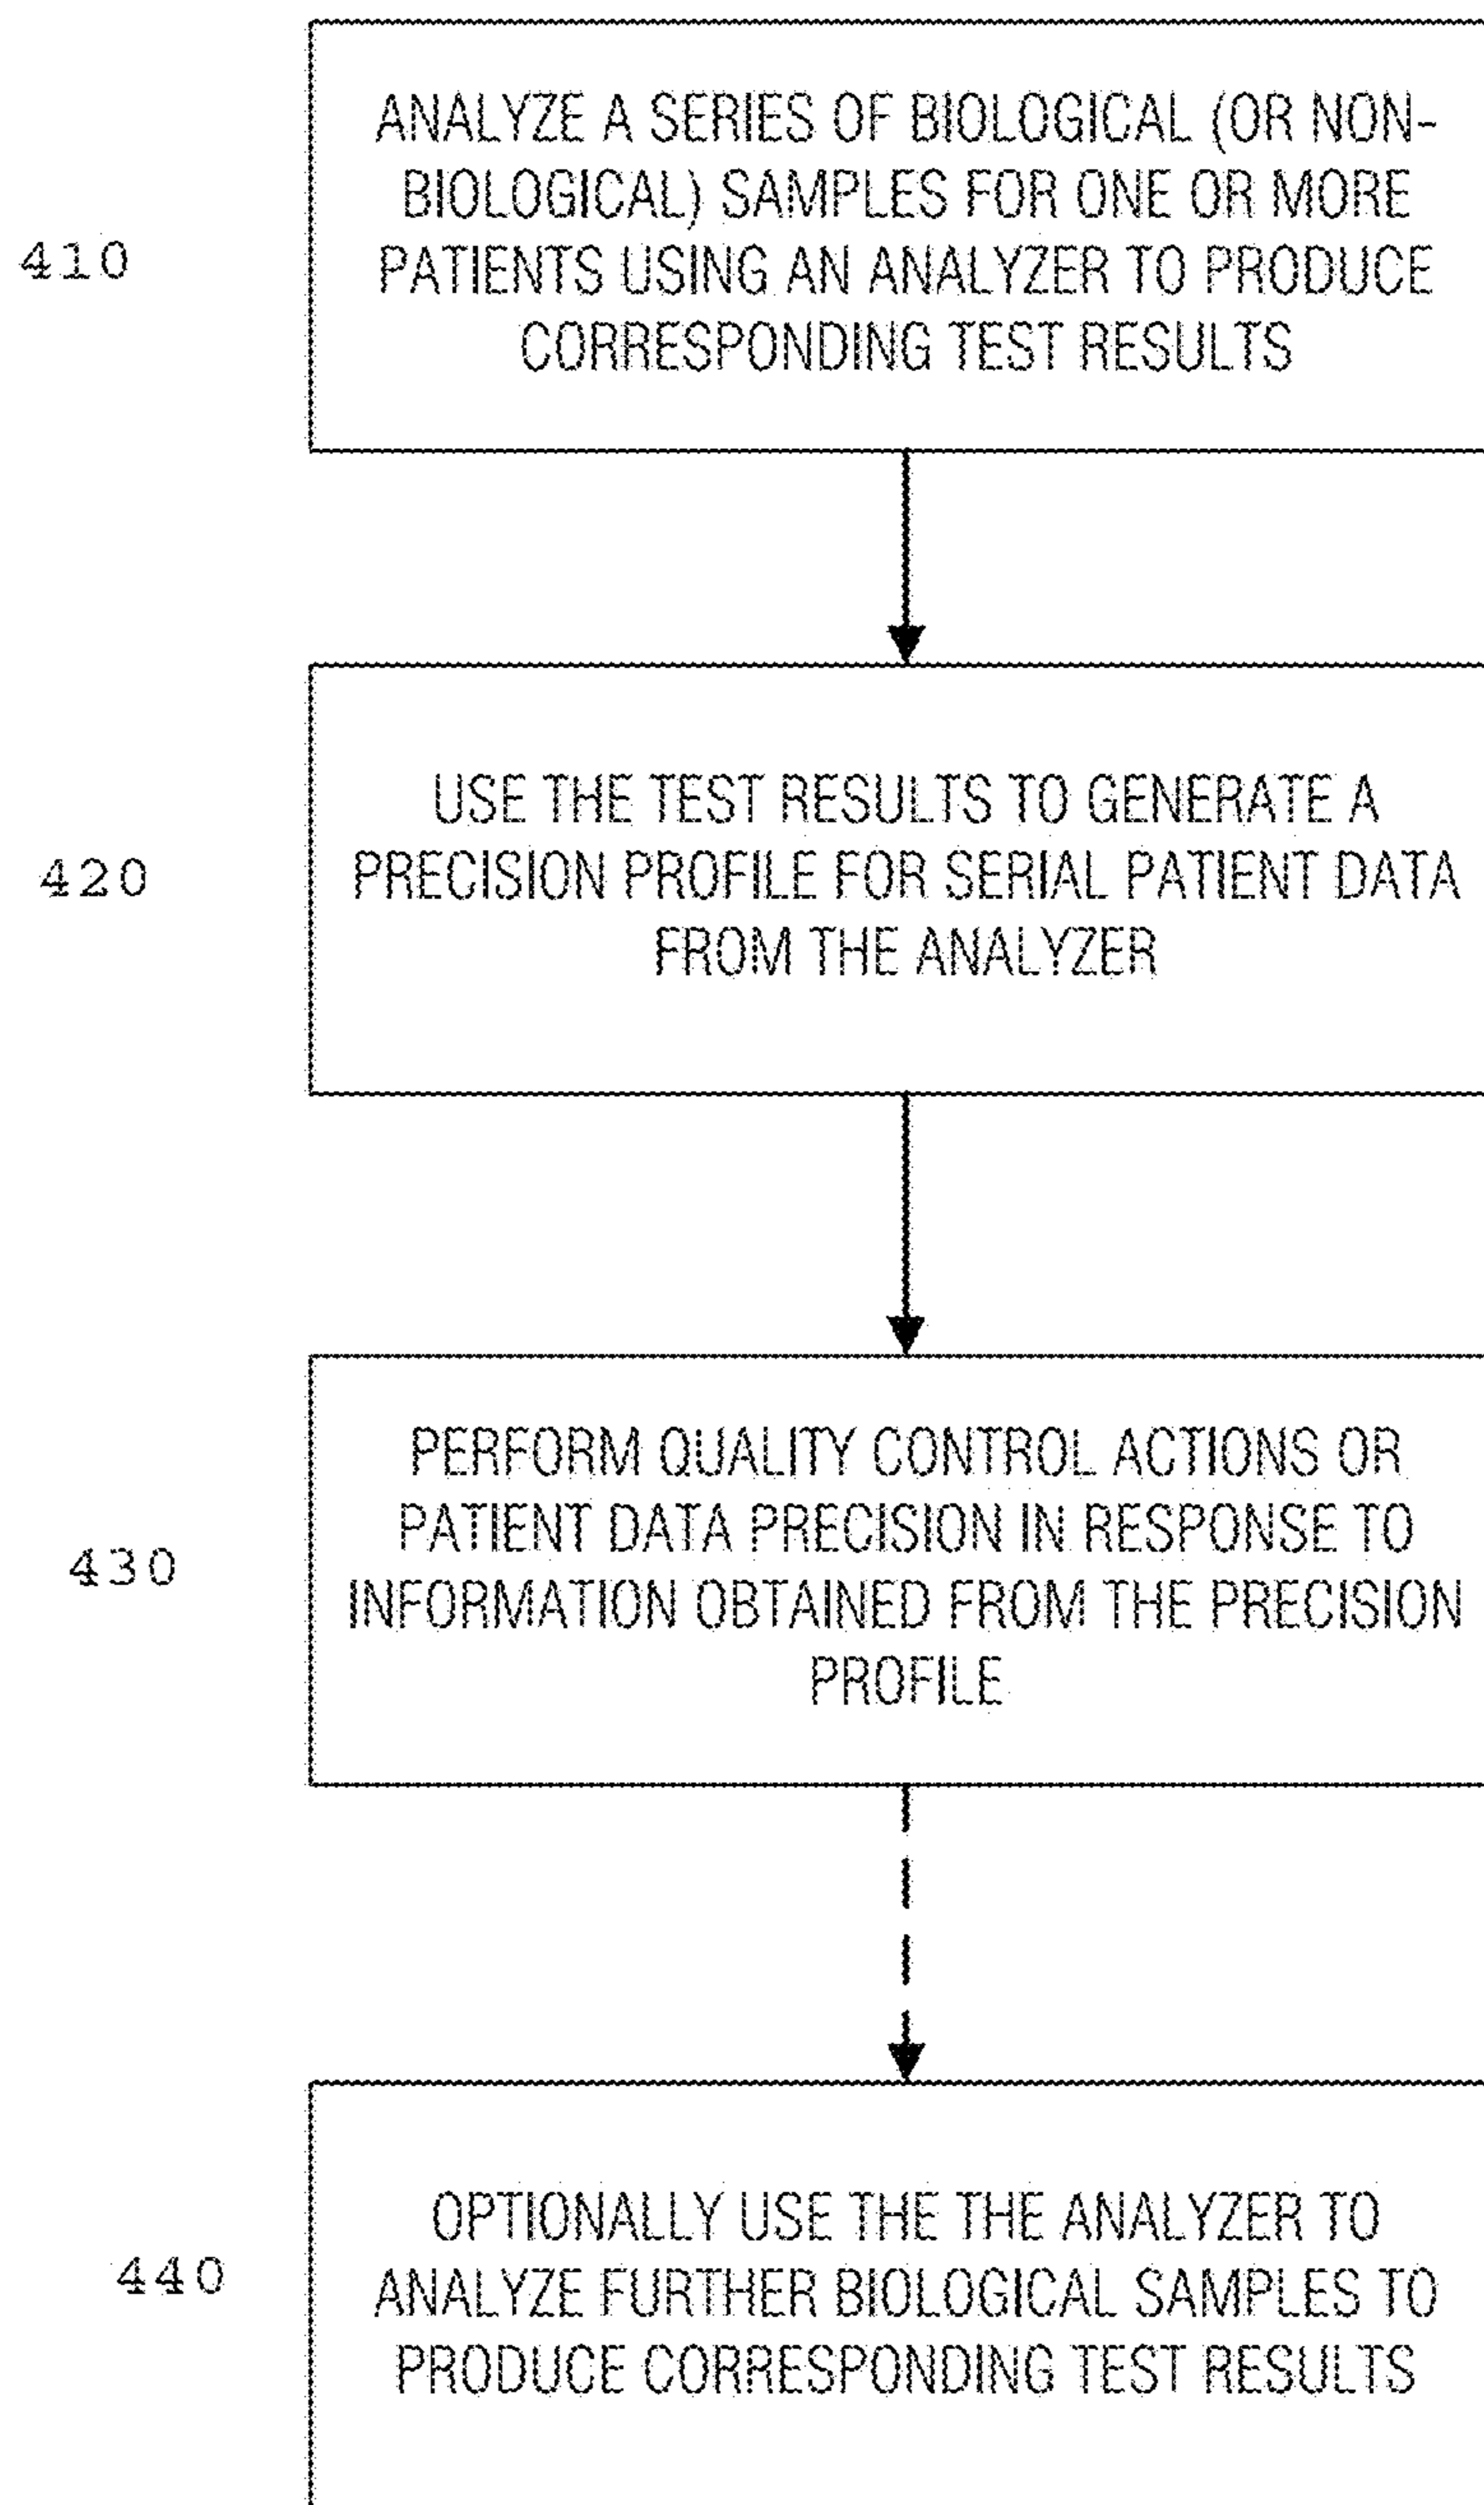 410
ANALYZE A SERIES OF BIOLOGICAL (OR NON-
BIOLOGICAL) SAMPLES FOR ONE OR MORE
PATIENTS USING AN ANALYZER TO PRODUCE
CORRESPONDING TEST RESULTS
420
USE THE TEST RESULTS TO GENERATE A
PRECISION PROFILE FOR SERIAL PATIENT DATA
FROM THE ANALYZER
430
PERFORM QUALITY CONTROL ACTIONS OR
PATIENT DATA PRECISION IN RESPONSE TO
INFORMATION OBTAINED FROM THE PRECISION
PROFILE
440
OPTIONALLY USE THE THE ANALYZER TO
ANALYZE FURTHER BIOLOGICAL SAMPLES TO
PRODUCE CORRESPONDING TEST RESULTS